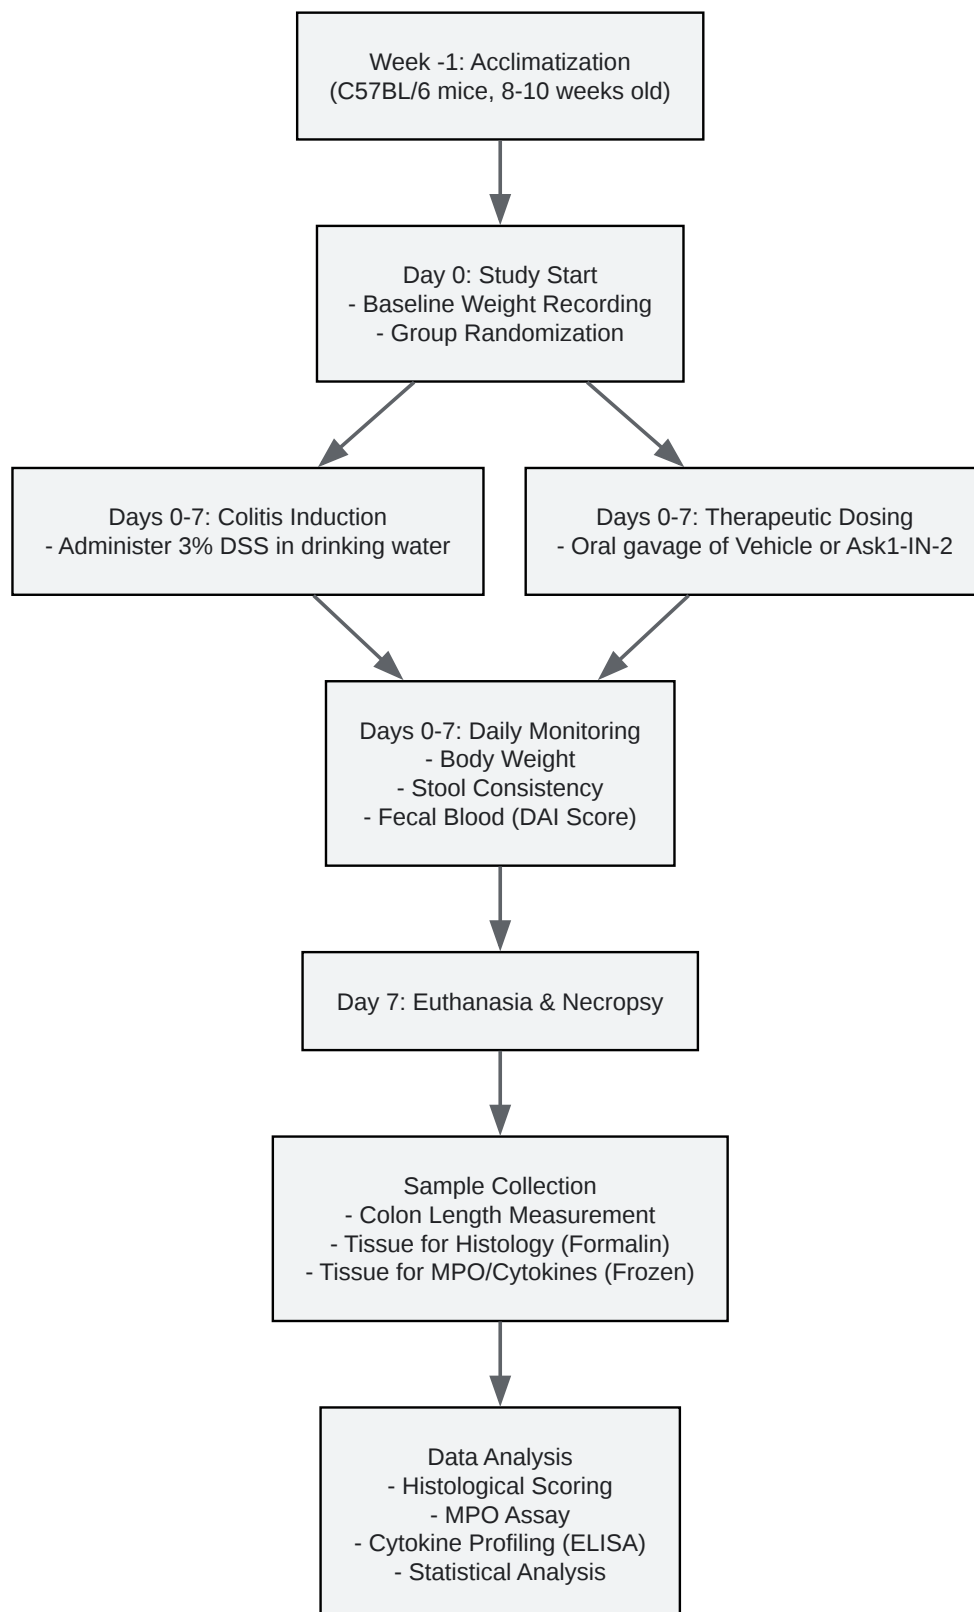 Week -1: Acclimatization
(C57BL/6 mice, 8-10 weeks old)
Day 0: Study Start
- Baseline Weight Recording
- Group Randomization
Days 0-7: Colitis Induction
- Administer 3% DSS in drinking water
Days 0-7: Therapeutic Dosing
- Oral gavage of Vehicle or Ask1-IN-2
Days 0-7: Daily Monitoring
- Body Weight
- Stool Consistency
- Fecal Blood (DAI Score)
Day 7: Euthanasia & Necropsy
Sample Collection
- Colon Length Measurement
- Tissue for Histology (Formalin)
- Tissue for MPO/Cytokines (Frozen)
Data Analysis
- Histological Scoring
- MPO Assay
- Cytokine Profiling (ELISA)
- Statistical Analysis